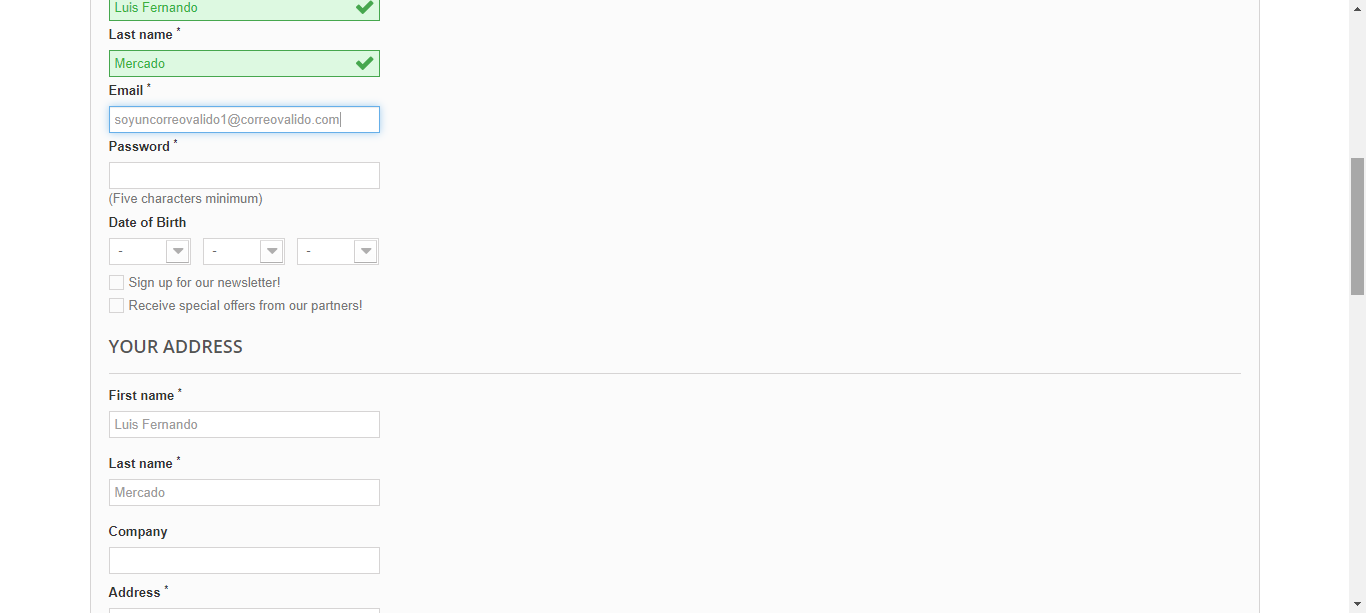 Luis Fernando
Last name *
Mercado
Email *
soyuncorreovalido1@correovalido.com
Password *
(Five characters minimum)
Date of Birth
- - -
Sign up for our newsletter!
Receive special offers from our partners!
YOUR ADDRESS
First name *
Luis Fernando
Last name *
Mercado
Company
Address *